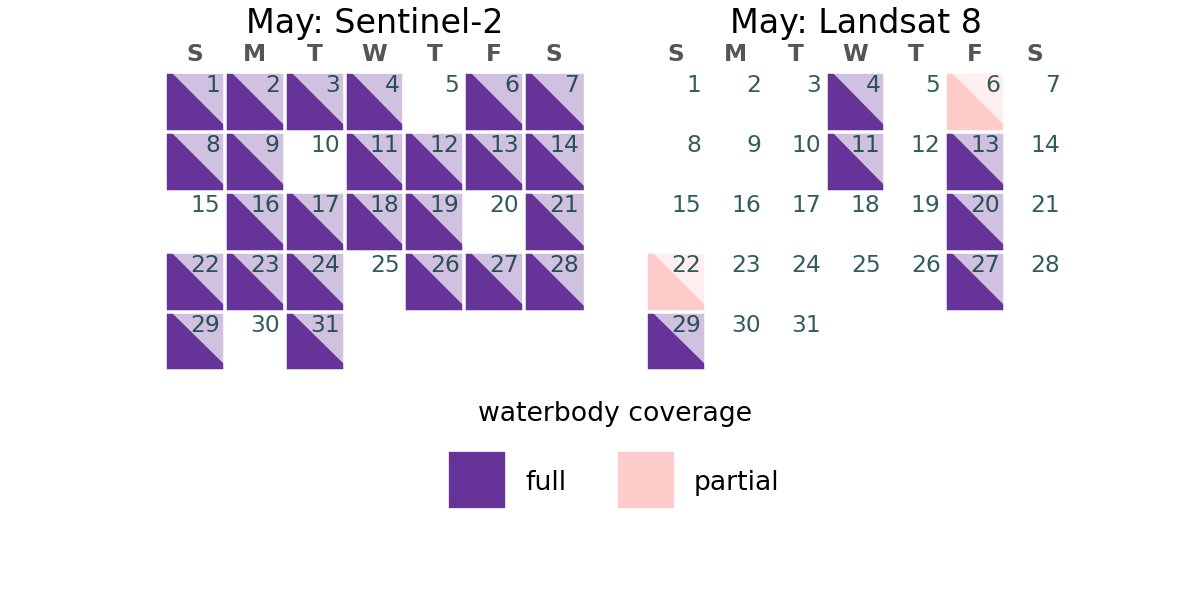 May: Sentinel-2
S M T W T F S
1 2 3 4 5 6 7
8 9 10 11 12 13 14
15 16 17 18 19 20 21
22 23 24 25 26 27 28
29 30 31
May: Landsat 8
S M T W T F S
1 2 3 4 5 6 7
8 9 10 11 12 13 14
15 16 17 18 19 20 21
22 23 24 25 26 27 28
29 30 31
waterbody coverage
full partial